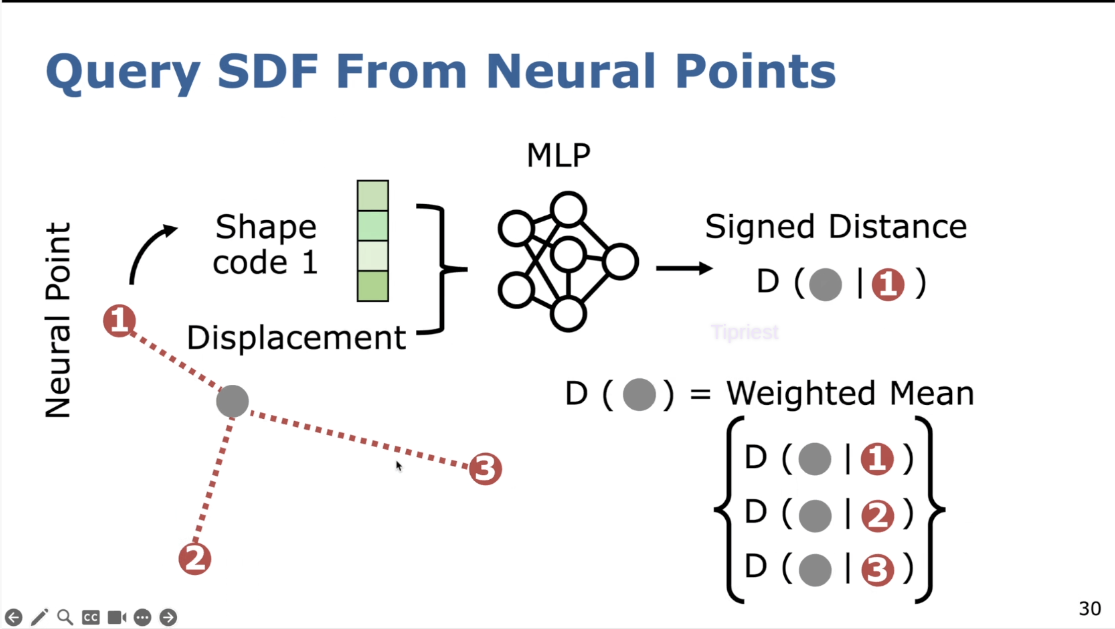 Query SDF From Neural Points
MLP
Neural Point
Shape
code 1
Displacement
Signed Distance
D ( | 1 )
Tipriest
D ( ) = Weighted Mean
D ( | 1 )
D ( | 2 )
D ( | 3 )
1
2
3
CC
30